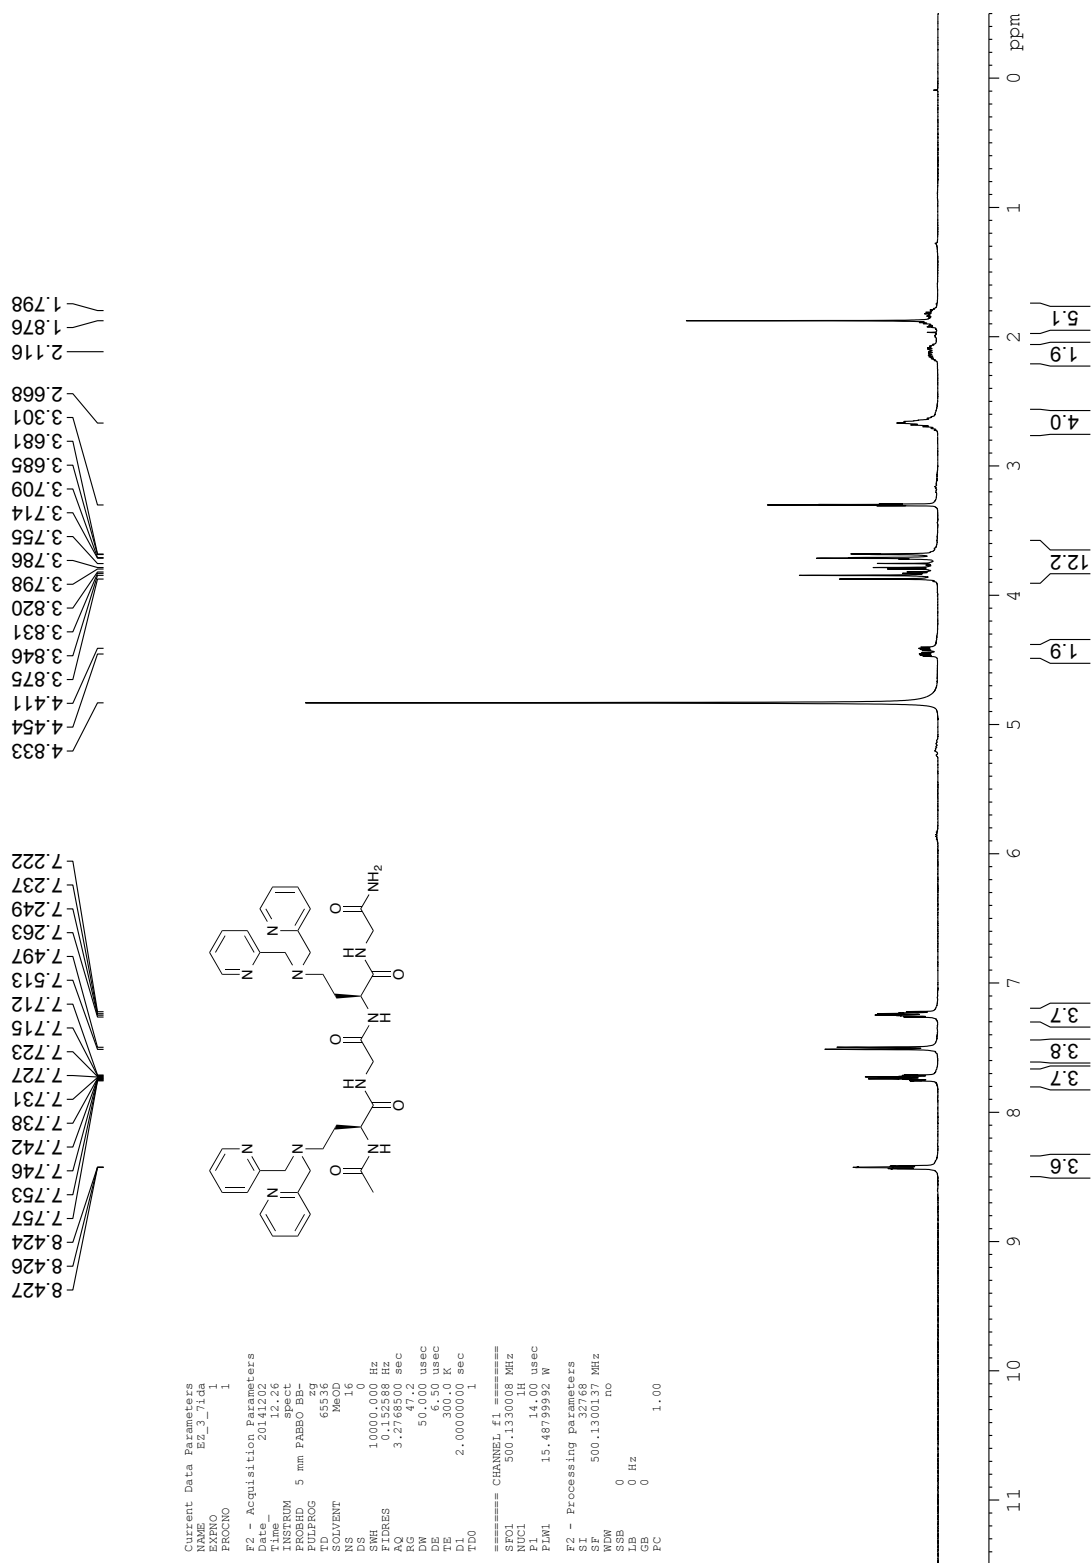 8.427
8.426
8.424
7.757
7.753
7.746
7.742
7.738
7.731
7.727
7.723
7.715
7.712
7.513
7.497
7.263
7.249
7.237
7.222
4.833
4.454
4.411
3.875
3.846
3.831
3.820
3.798
3.786
3.755
3.714
3.709
3.685
3.681
3.301
2.668
2.116
1.876
1.798
Current Data Parameters
NAME EZ_3_7ida
EXPNO 1
PROCNO 1
F2 - Acquisition Parameters
Date_ 20141202
Time_ 12.26
INSTRUM spect
PROBHD 5 mm PABBO BB-
PULPROG zg
TD 65536
SOLVENT MeOD
NS 16
DS 0
SWH 10000.000 Hz
FIDRES 0.152588 Hz
AQ 3.2768500 sec
RG 47.2
DW 50.000 usec
DE 6.50 usec
TE 300.0 K
D1 2.00000000 sec
TD0 1
======== CHANNEL f1 ========
SFO1 500.1330008 MHz
NUC1 1H
P1 14.00 usec
PLW1 15.48799992 W
F2 - Processing parameters
SI 32768
SF 500.1300137 MHz
WDW no
SSB 0
LB 0 Hz
GB 0
PC 1.00
N
N
N
O
N
H
O
H
N
O
N
H
O
H
N
O
NH2
N
N
N
11 10 9 8 7 6 5 4 3 2 1 0 ppm
3.6
3.7
3.8
3.7
1.9
12.2
4.0
1.9
5.1